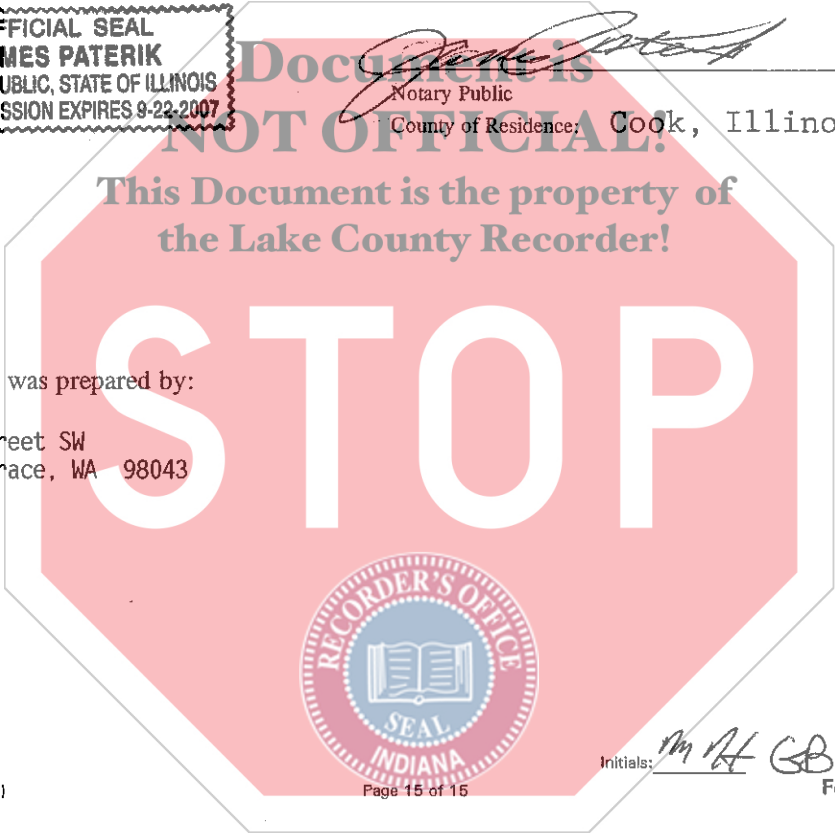 FFICIAL SEAL
MES PATERIK
UBLIC, STATE OF ILLINOIS
SSION EXPIRES 9-22-2007
Document is
Notary Public
NOT OFFICIAL!
County of Residence: Cook, Illino
This Document is the property of
the Lake County Recorder!
STOP
was prepared by:
reet SW
race, WA 98043
RECORDER'S OFFICE
SEAL
INDIANA
Initials: GB
Page 15 of 15